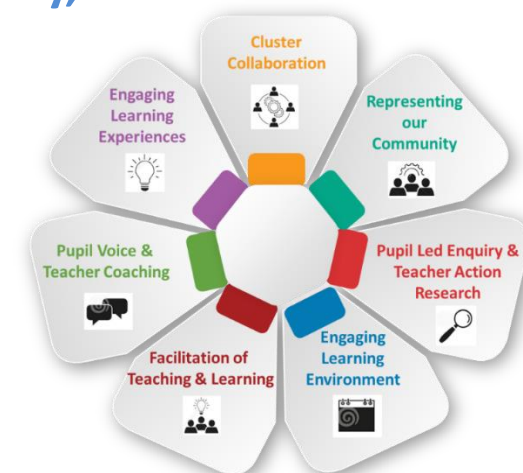 Cluster
Collaboration
Representing
our
Community
Pupil Led Enquiry &
Teacher Action
Research
Engaging
Learning
Environment
Facilitation of
Teaching & Learning
Pupil Voice &
Teacher Coaching
Engaging
Learning
Experiences